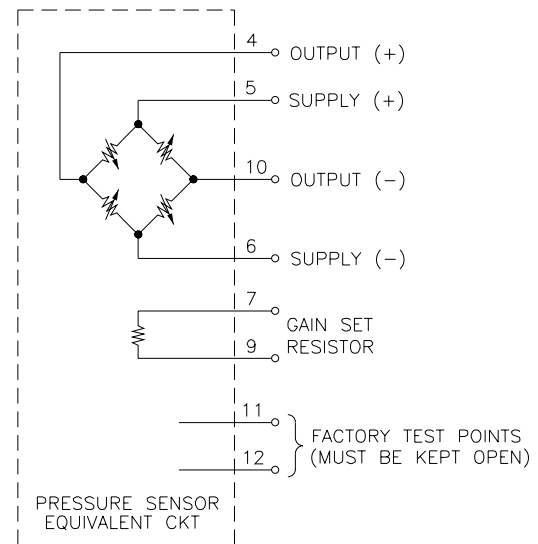 4
OUTPUT (+)
5
SUPPLY (+)
10
OUTPUT (−)
6
SUPPLY (−)
7
GAIN SET
RESISTOR
9
11
FACTORY TEST POINTS
(MUST BE KEPT OPEN)
12
PRESSURE SENSOR
EQUIVALENT CKT